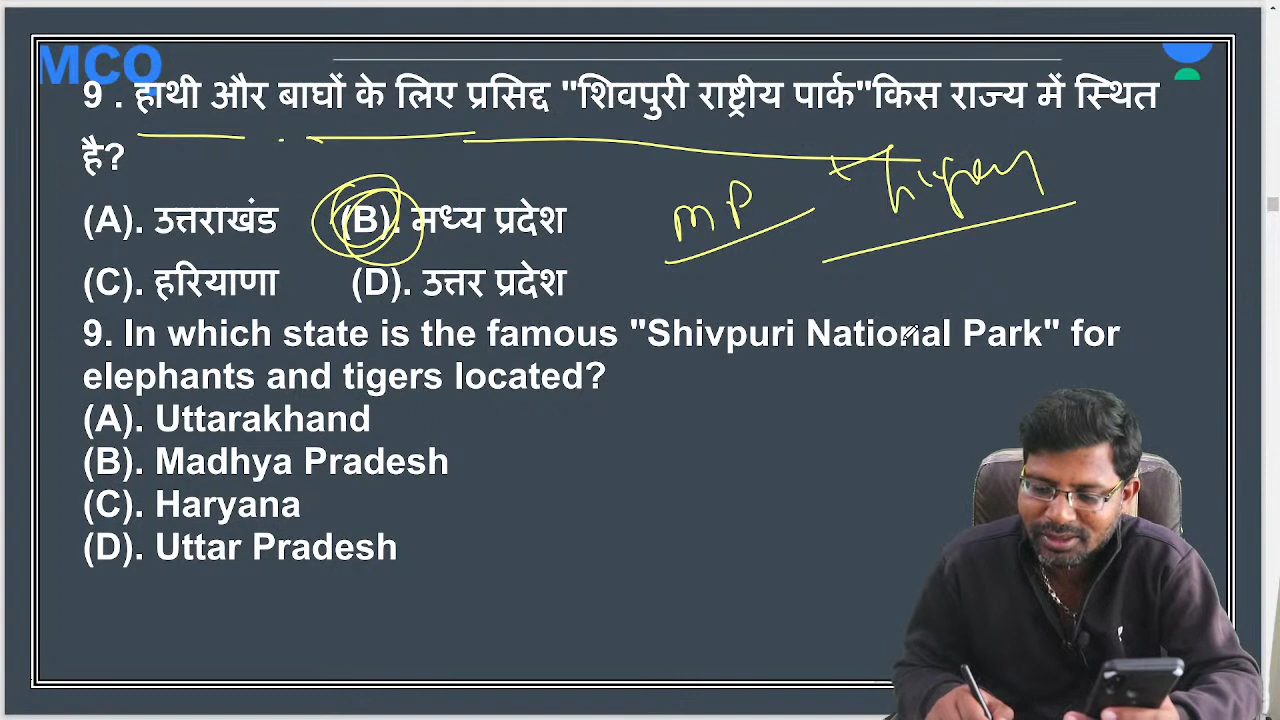 MCQ
9 . हाथी और बाघों के लिए प्रसिद्द "शिवपुरी राष्ट्रीय पार्क"किस राज्य में स्थित
है?
(A). उत्तराखंड (B). मध्य प्रदेश
MP
(C). हरियाणा (D). उत्तर प्रदेश
9. In which state is the famous "Shivpuri National Park" for
elephants and tigers located?
(A). Uttarakhand
(B). Madhya Pradesh
(C). Haryana
(D). Uttar Pradesh